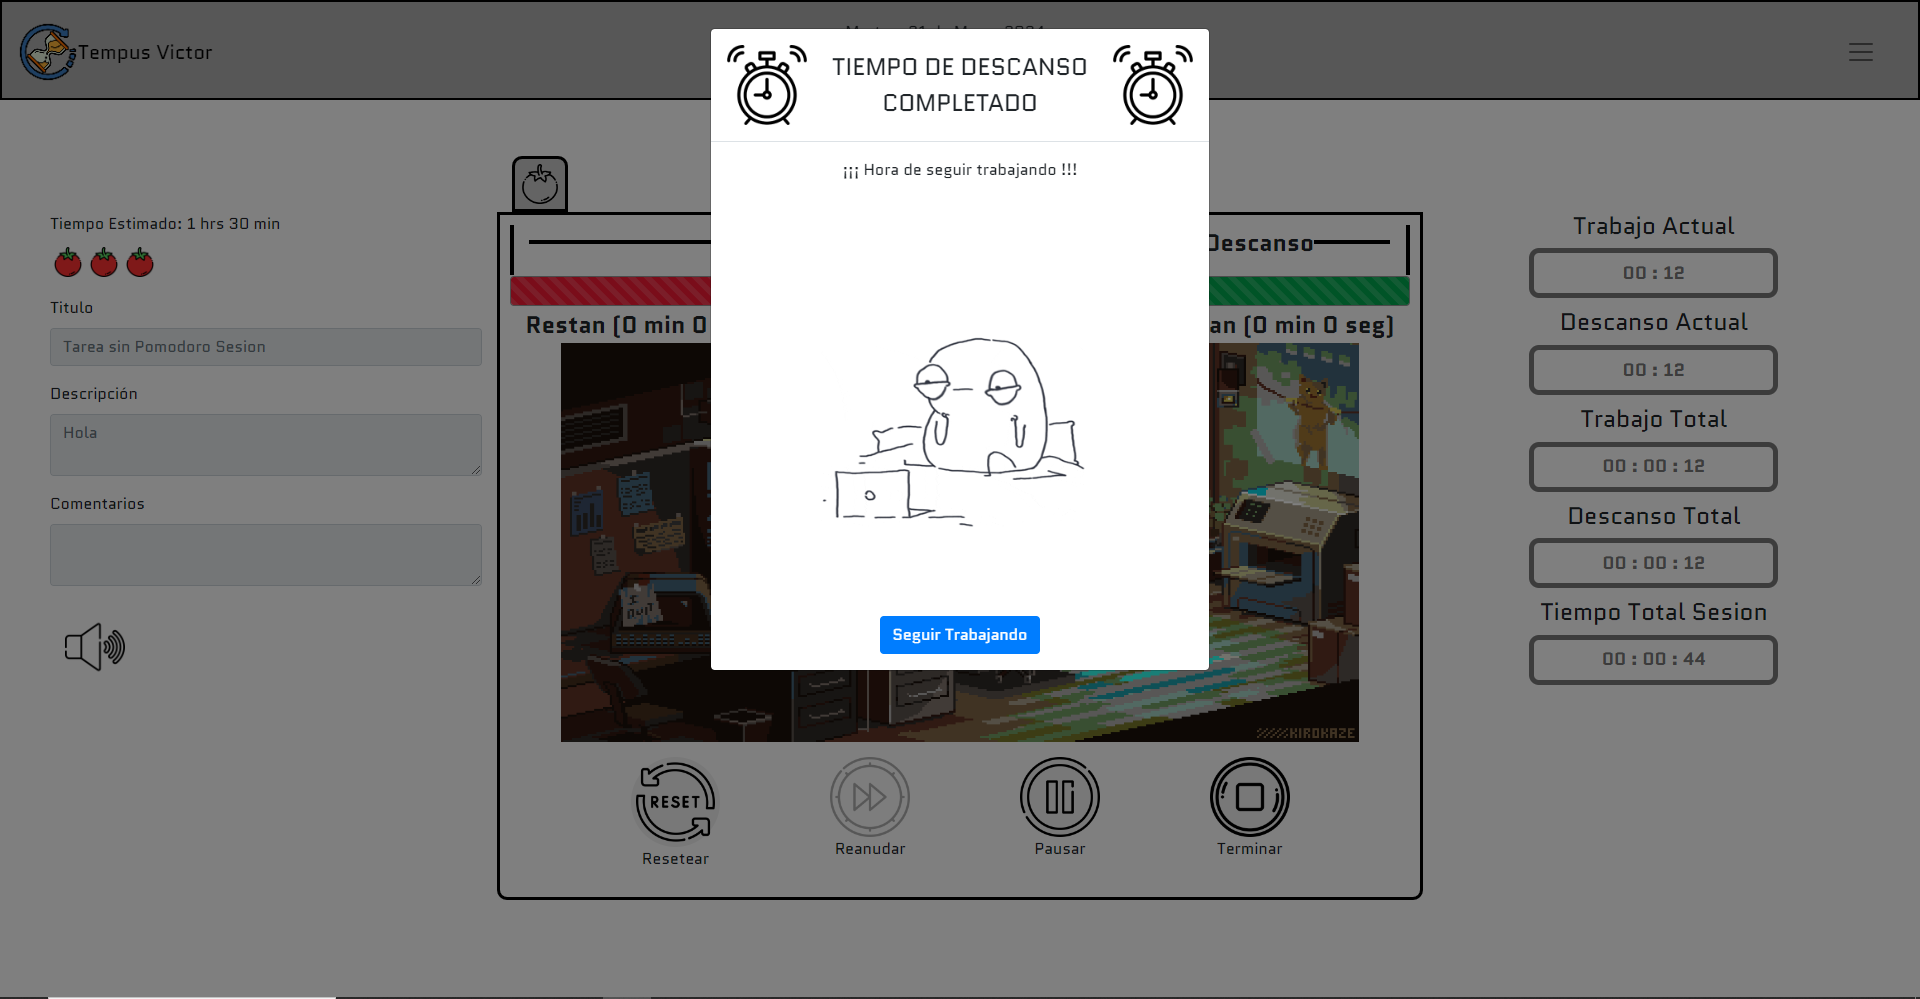 Tempus Victor
TIEMPO DE DESCANSO
COMPLETADO
¡¡¡ Hora de seguir trabajando !!!
Seguir Trabajando
Tiempo Estimado: 1 hrs 30 min
Titulo
Tarea sin Pomodoro Sesion
Descripción
Hola
Comentarios
Descanso
Restan (0 min 0
(0 min 0 seg)
I
QUIT
KIROKAZE
RESET
Resetear
Reanudar
Pausar
Terminar
Trabajo Actual
00 : 12
Descanso Actual
00 : 12
Trabajo Total
00 : 00 : 12
Descanso Total
00 : 00 : 12
Tiempo Total Sesion
00 : 00 : 44